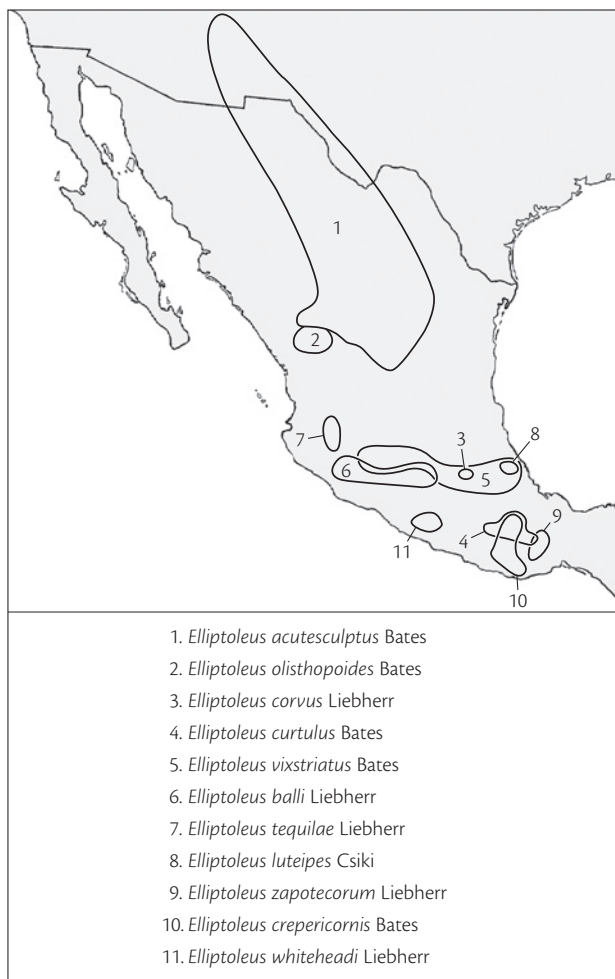 1
2
7
3
8
6
5
9
4
11
10
1. Elliptoleus acutesculptus Bates
2. Elliptoleus olisthopoides Bates
3. Elliptoleus corvus Liebherr
4. Elliptoleus curtulus Bates
5. Elliptoleus vixstriatus Bates
6. Elliptoleus balli Liebherr
7. Elliptoleus tequilae Liebherr
8. Elliptoleus luteipes Csiki
9. Elliptoleus zapotecorum Liebherr
10. Elliptoleus crepericornis Bates
11. Elliptoleus whiteheadi Liebherr